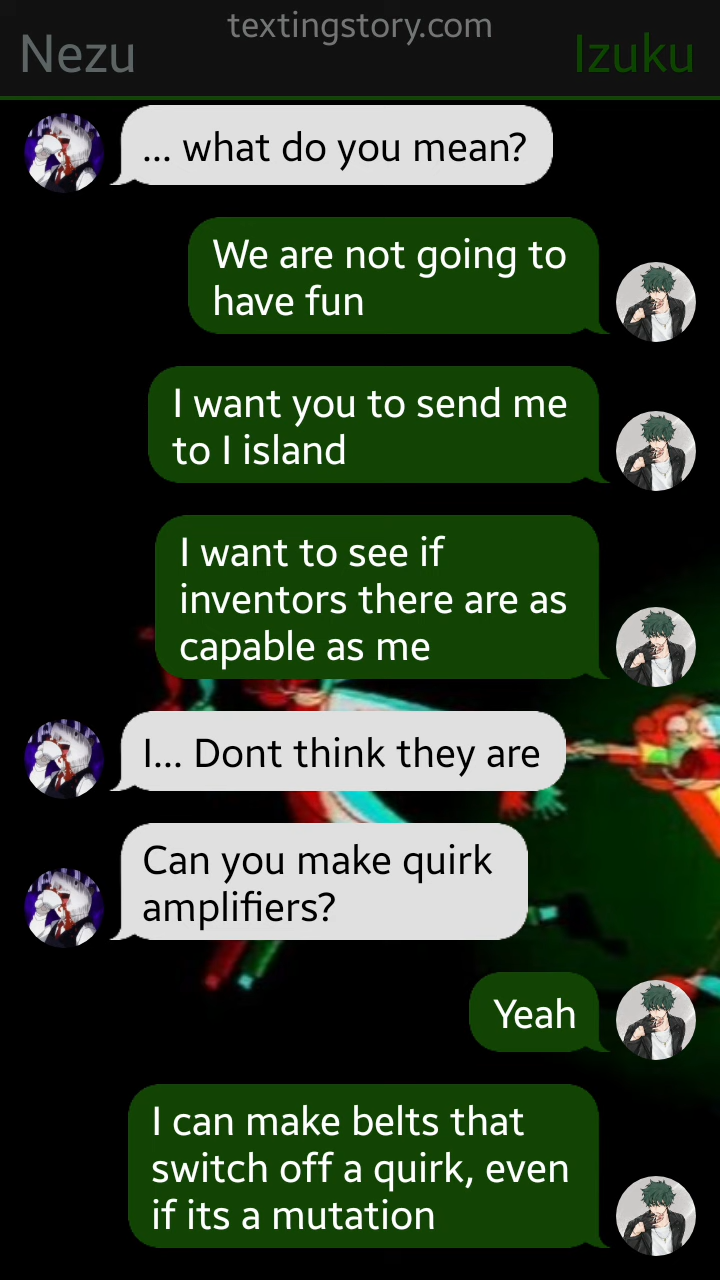 textingstory.com
Nezu
Izuku
... what do you mean?
We are not going to
have fun
I want you to send me
to I island
I want to see if
inventors there are as
capable as me
I... Dont think they are
Can you make quirk
amplifiers?
Yeah
I can make belts that
switch off a quirk, even
if its a mutation